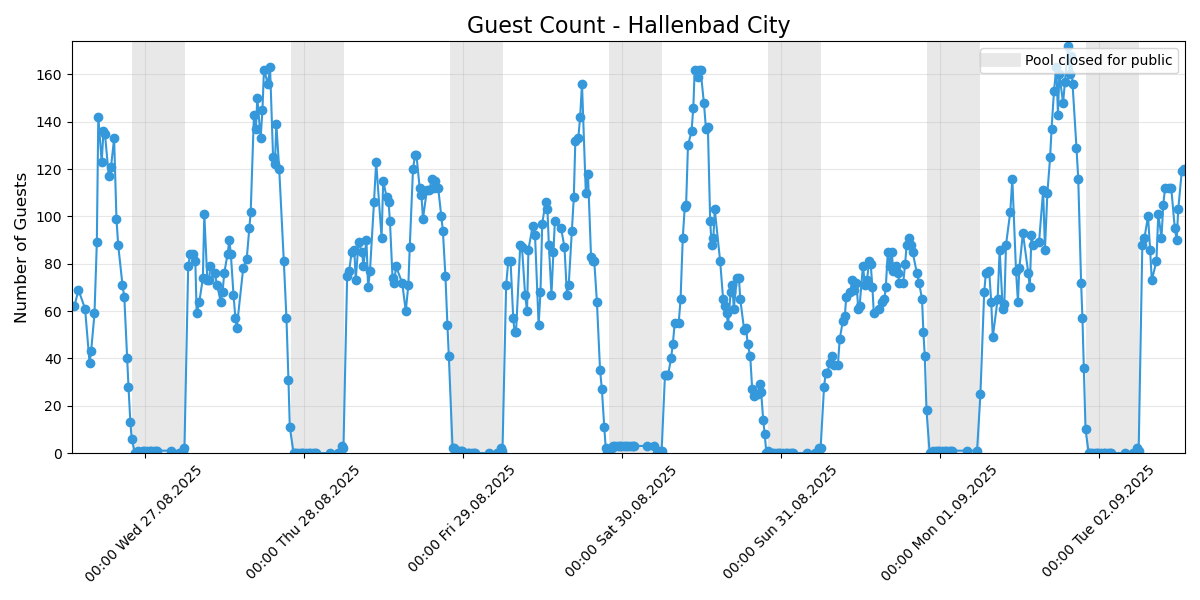 Guest Count - Hallenbad City
Pool closed for public
Number of Guests
160
140
120
100
80
60
40
20
0
00:00 Wed 27.08.2025
00:00 Thu 28.08.2025
00:00 Fri 29.08.2025
00:00 Sat 30.08.2025
00:00 Sun 31.08.2025
00:00 Mon 01.09.2025
00:00 Tue 02.09.2025